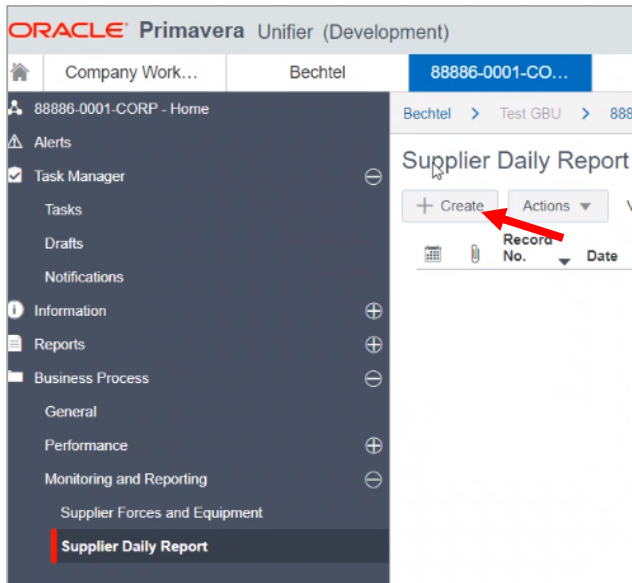 ORACLE Primavera Unifier (Development)
Company Work... Bechtel 88886-0001-CO...
88886-0001-CORP - Home
Alerts
Task Manager
Tasks
Drafts
Notifications
Information
Reports
Business Process
General
Performance
Monitoring and Reporting
Supplier Forces and Equipment
Supplier Daily Report
Bechtel > Test GBU > 888
Supplier Daily Report
+ Create Actions
Record No. Date